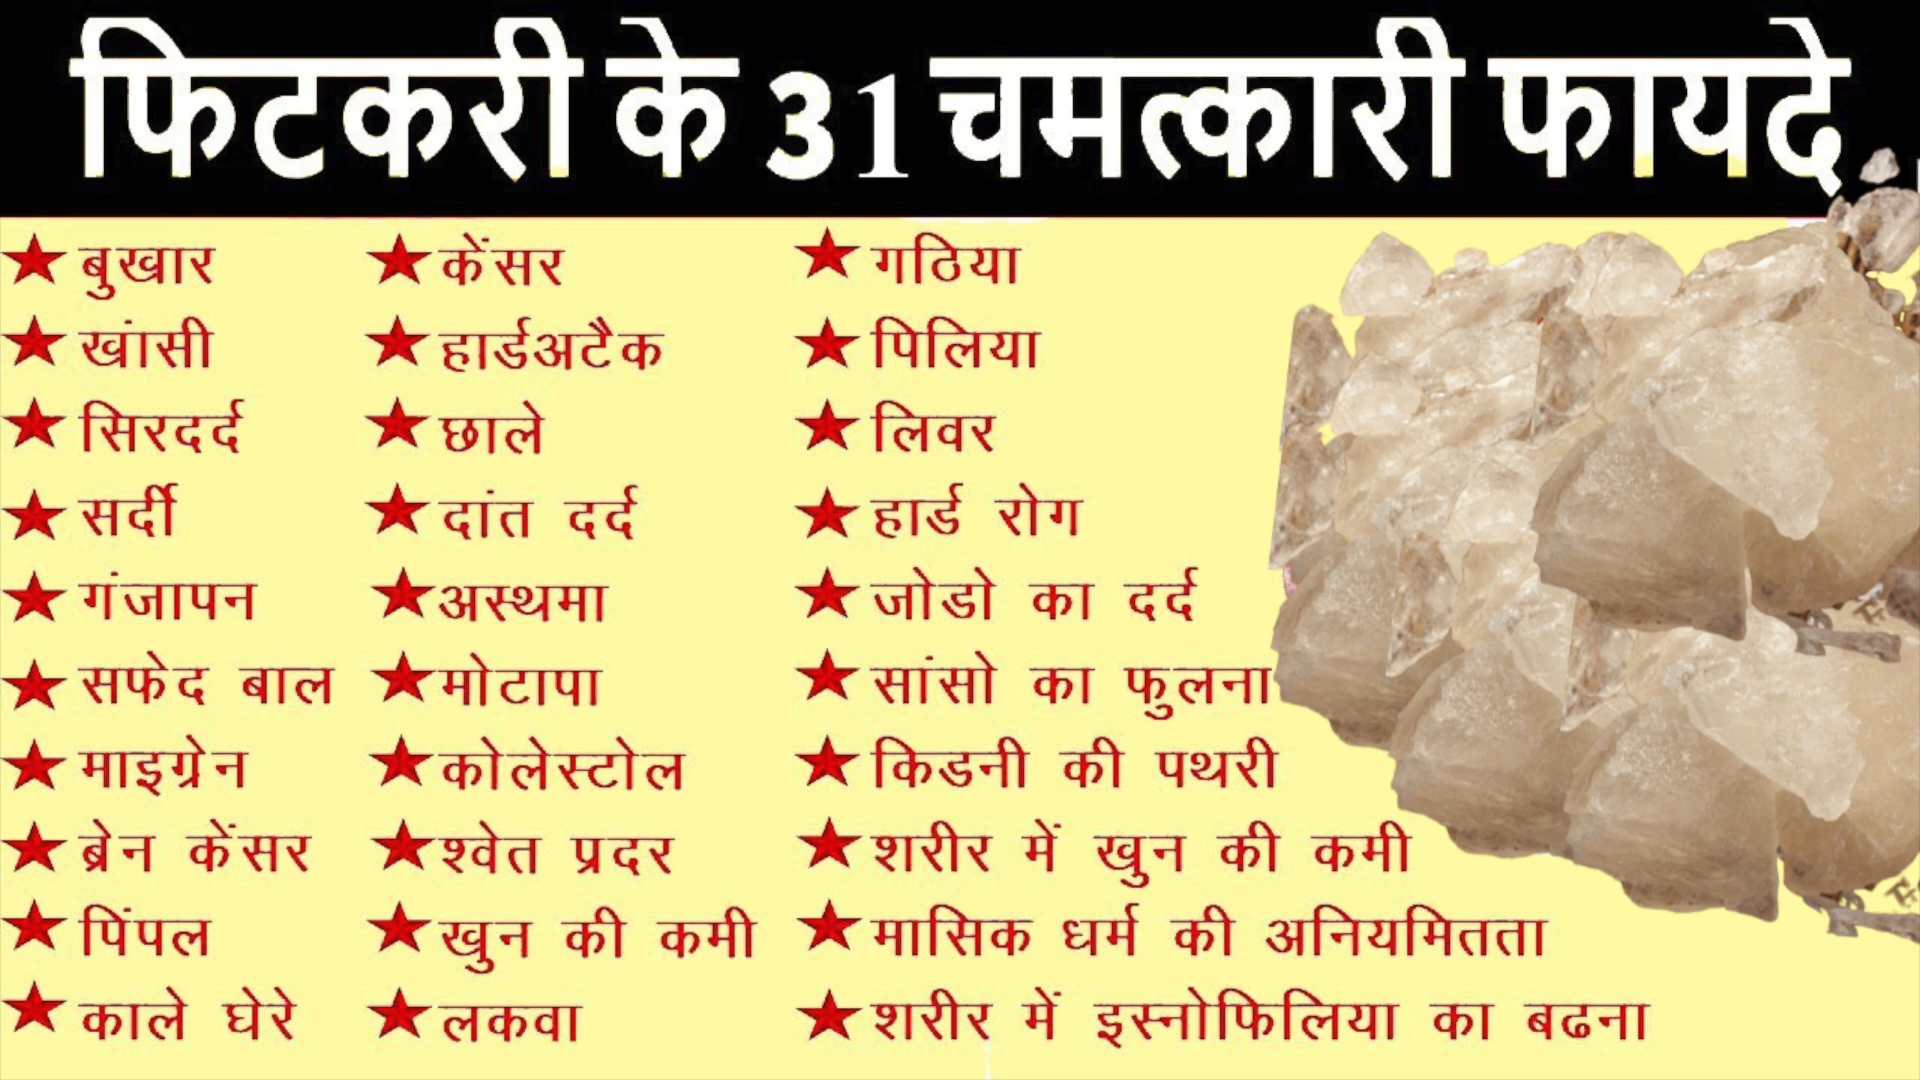 फिटकरी के 31 चमत्कारी फायदे
★ बुखार
★ खांसी
★ सिरदर्द
★ सर्दी
★ गंजापन
★ सफेद बाल
★ माइग्रेन
★ ब्रेन केंसर
★ पिंपल
★ काले घेरे
★ केंसर
★ हार्डअटैक
★ छाले
★ दांत दर्द
★ अस्थमा
★ मोटापा
★ कोलेस्टोल
★ श्वेत प्रदर
★ खुन की कमी
★ लकवा
★ गठिया
★ पिलिया
★ लिवर
★ हार्ड रोग
★ जोडो का दर्द
★ सांसो का फुलना
★ किडनी की पथरी
★ शरीर में खुन की कमी
★ मासिक धर्म की अनियमितता
★ शरीर में इस्नोफिलिया का बढना